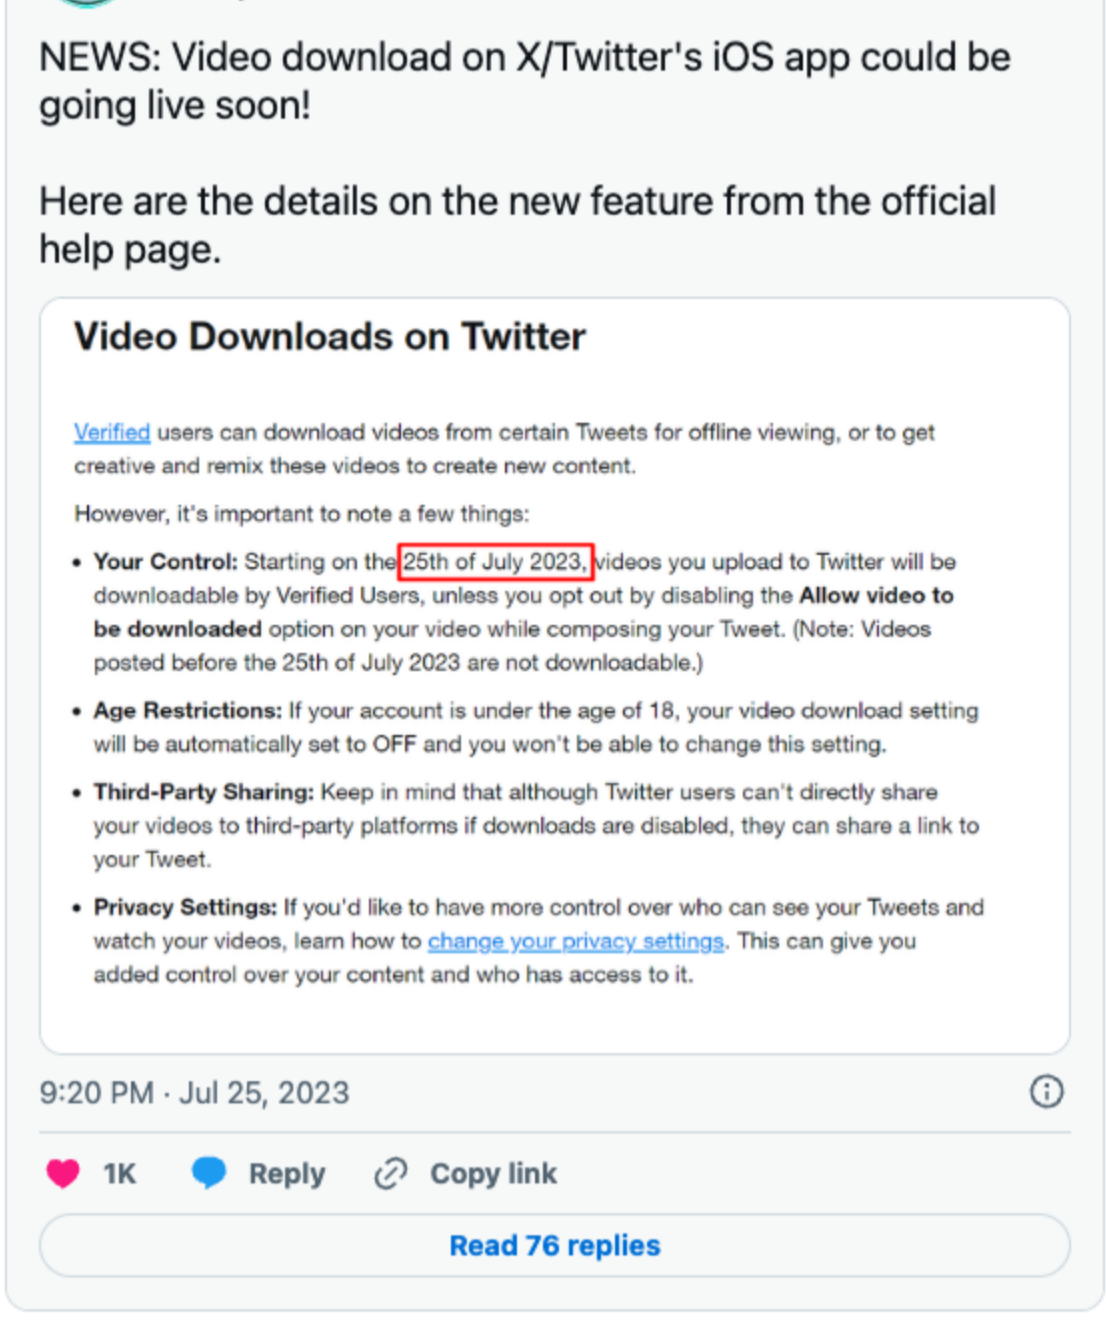 NEWS: Video download on X/Twitter's iOS app could be
going live soon!
Here are the details on the new feature from the official
help page.
Video Downloads on Twitter
Verified users can download videos from certain Tweets for offline viewing, or to get
creative and remix these videos to create new content.
However, it's important to note a few things:
• Your Control: Starting on the 25th of July 2023, videos you upload to Twitter will be
downloadable by Verified Users, unless you opt out by disabling the Allow video to
be downloaded option on your video while composing your Tweet. (Note: Videos
posted before the 25th of July 2023 are not downloadable.)
• Age Restrictions: If your account is under the age of 18, your video download setting
will be automatically set to OFF and you won't be able to change this setting.
• Third-Party Sharing: Keep in mind that although Twitter users can't directly share
your videos to third-party platforms if downloads are disabled, they can share a link to
your Tweet.
• Privacy Settings: If you'd like to have more control over who can see your Tweets and
watch your videos, learn how to change your privacy settings. This can give you
added control over your content and who has access to it.
9:20 PM · Jul 25, 2023
1K Reply Copy link
Read 76 replies